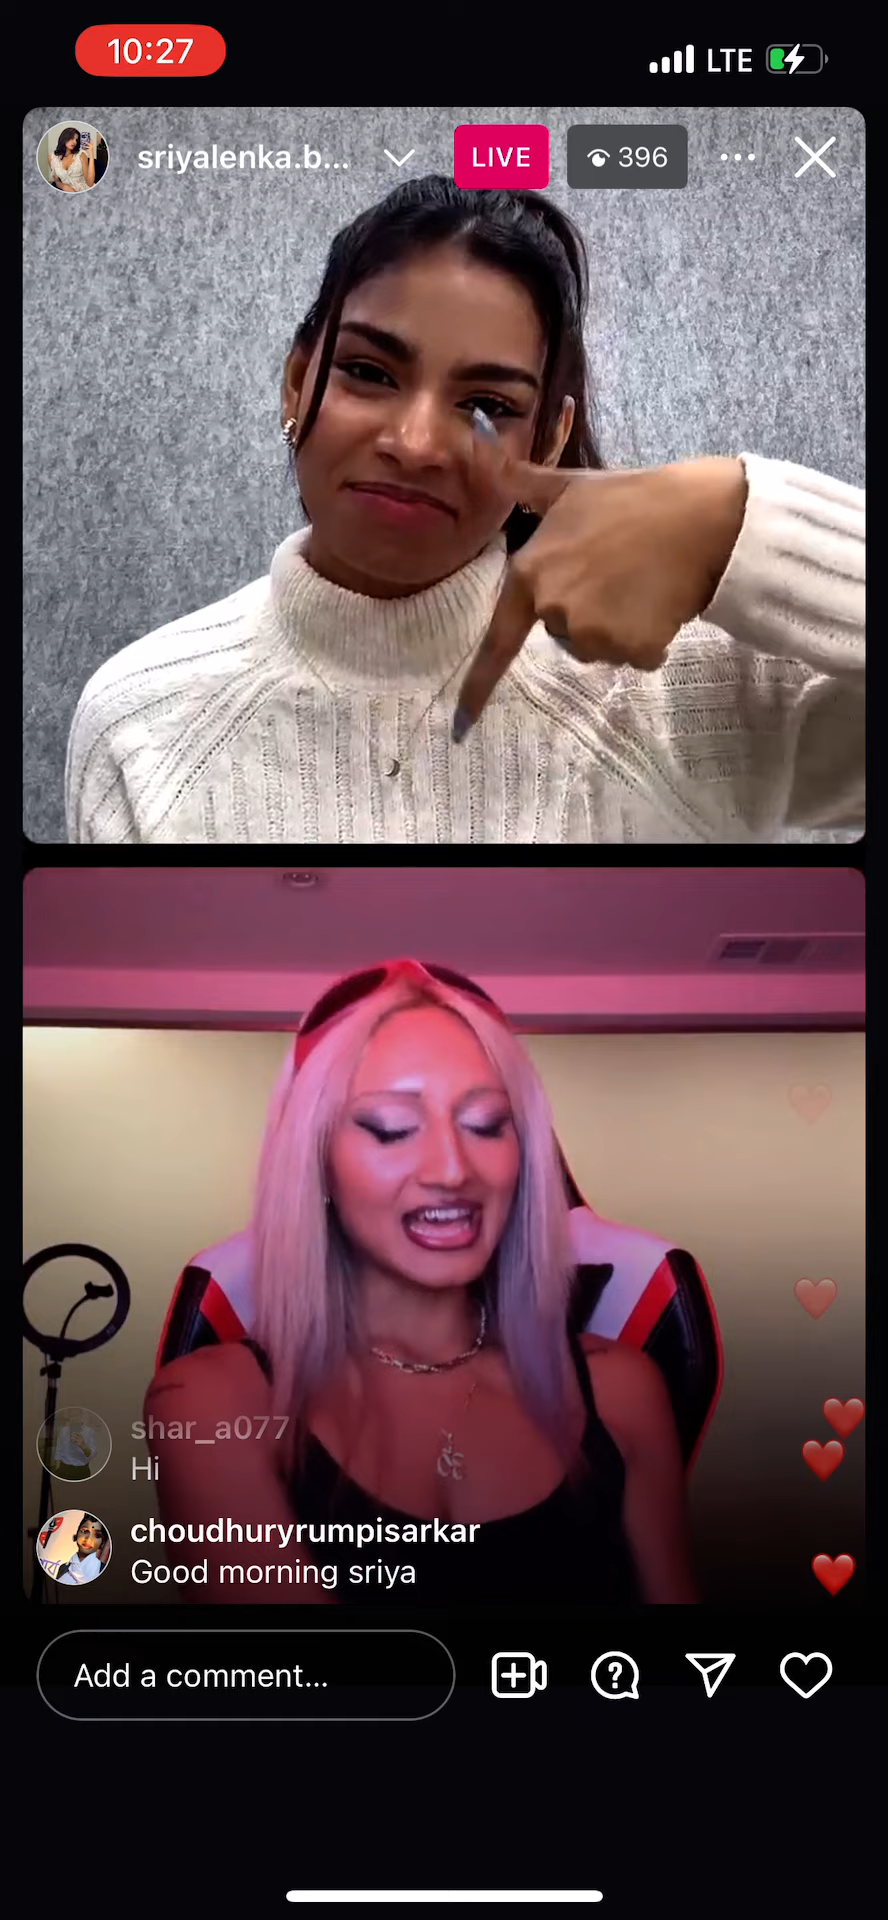 10:27
LTE
sriyalenka.b...
LIVE
396
shar_a077
Hi
choudhuryrumpisarkar
Good morning sriya
Add a comment...